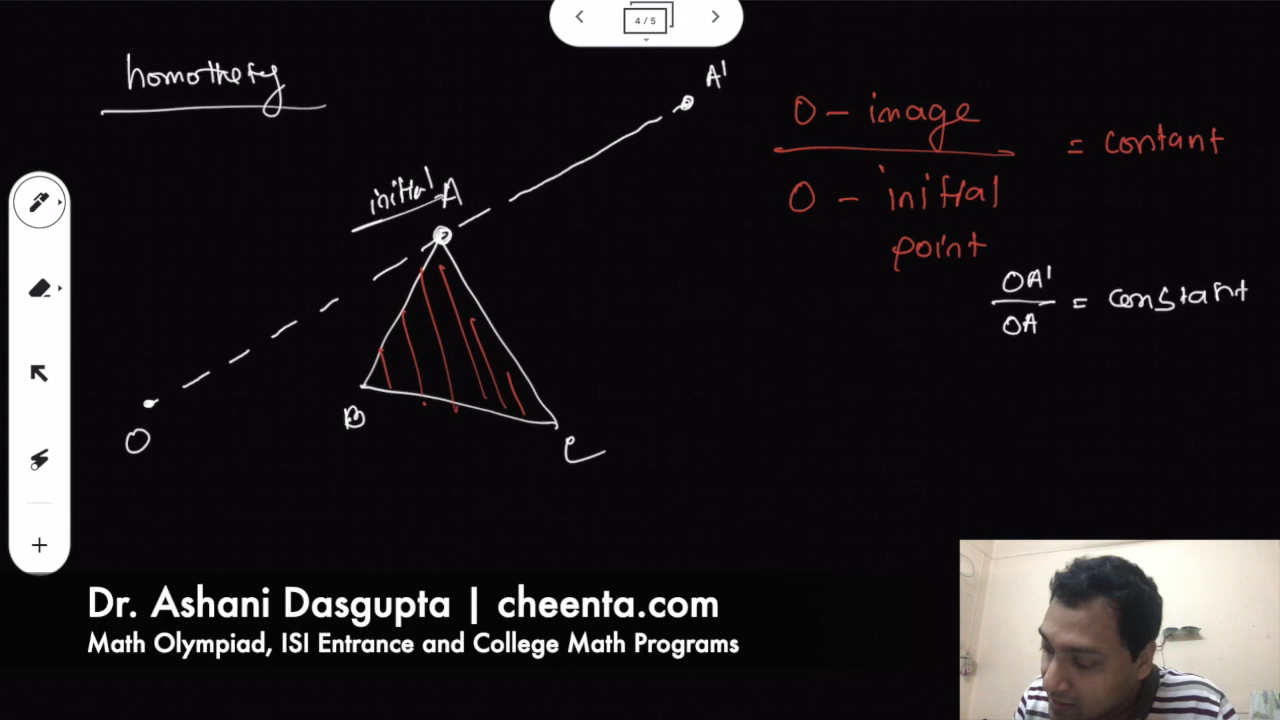 4 / 5
homothety
A'
O - image
= contant
O - initial
point
initial
A
OA'
OA
= constant
B
O
C
Dr. Ashani Dasgupta | cheenta.com
Math Olympiad, ISI Entrance and College Math Programs